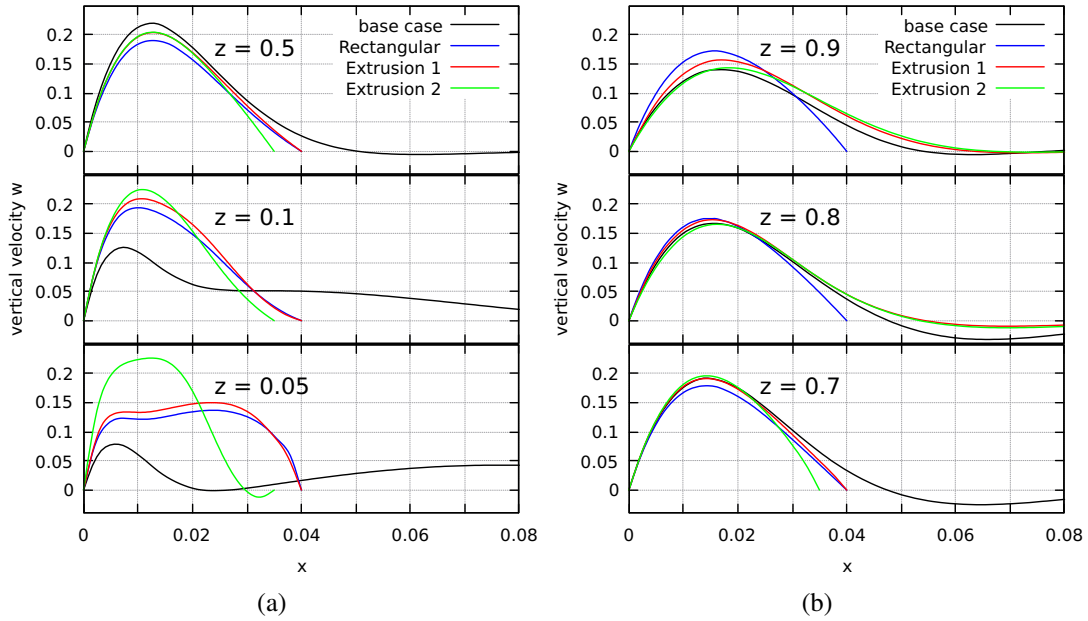 base case
Rectangular
Extrusion 1
Extrusion 2
z = 0.5
0.2
0.15
0.1
0.05
0
z = 0.1
0.2
0.15
0.1
0.05
0
z = 0.05
0.2
0.15
0.1
0.05
0
vertical velocity w
0 0.02 0.04 0.06 0.08
x
(a)
base case
Rectangular
Extrusion 1
Extrusion 2
z = 0.9
0.2
0.15
0.1
0.05
0
z = 0.8
0.2
0.15
0.1
0.05
0
z = 0.7
0.2
0.15
0.1
0.05
0
vertical velocity w
0 0.02 0.04 0.06 0.08
x
(b)